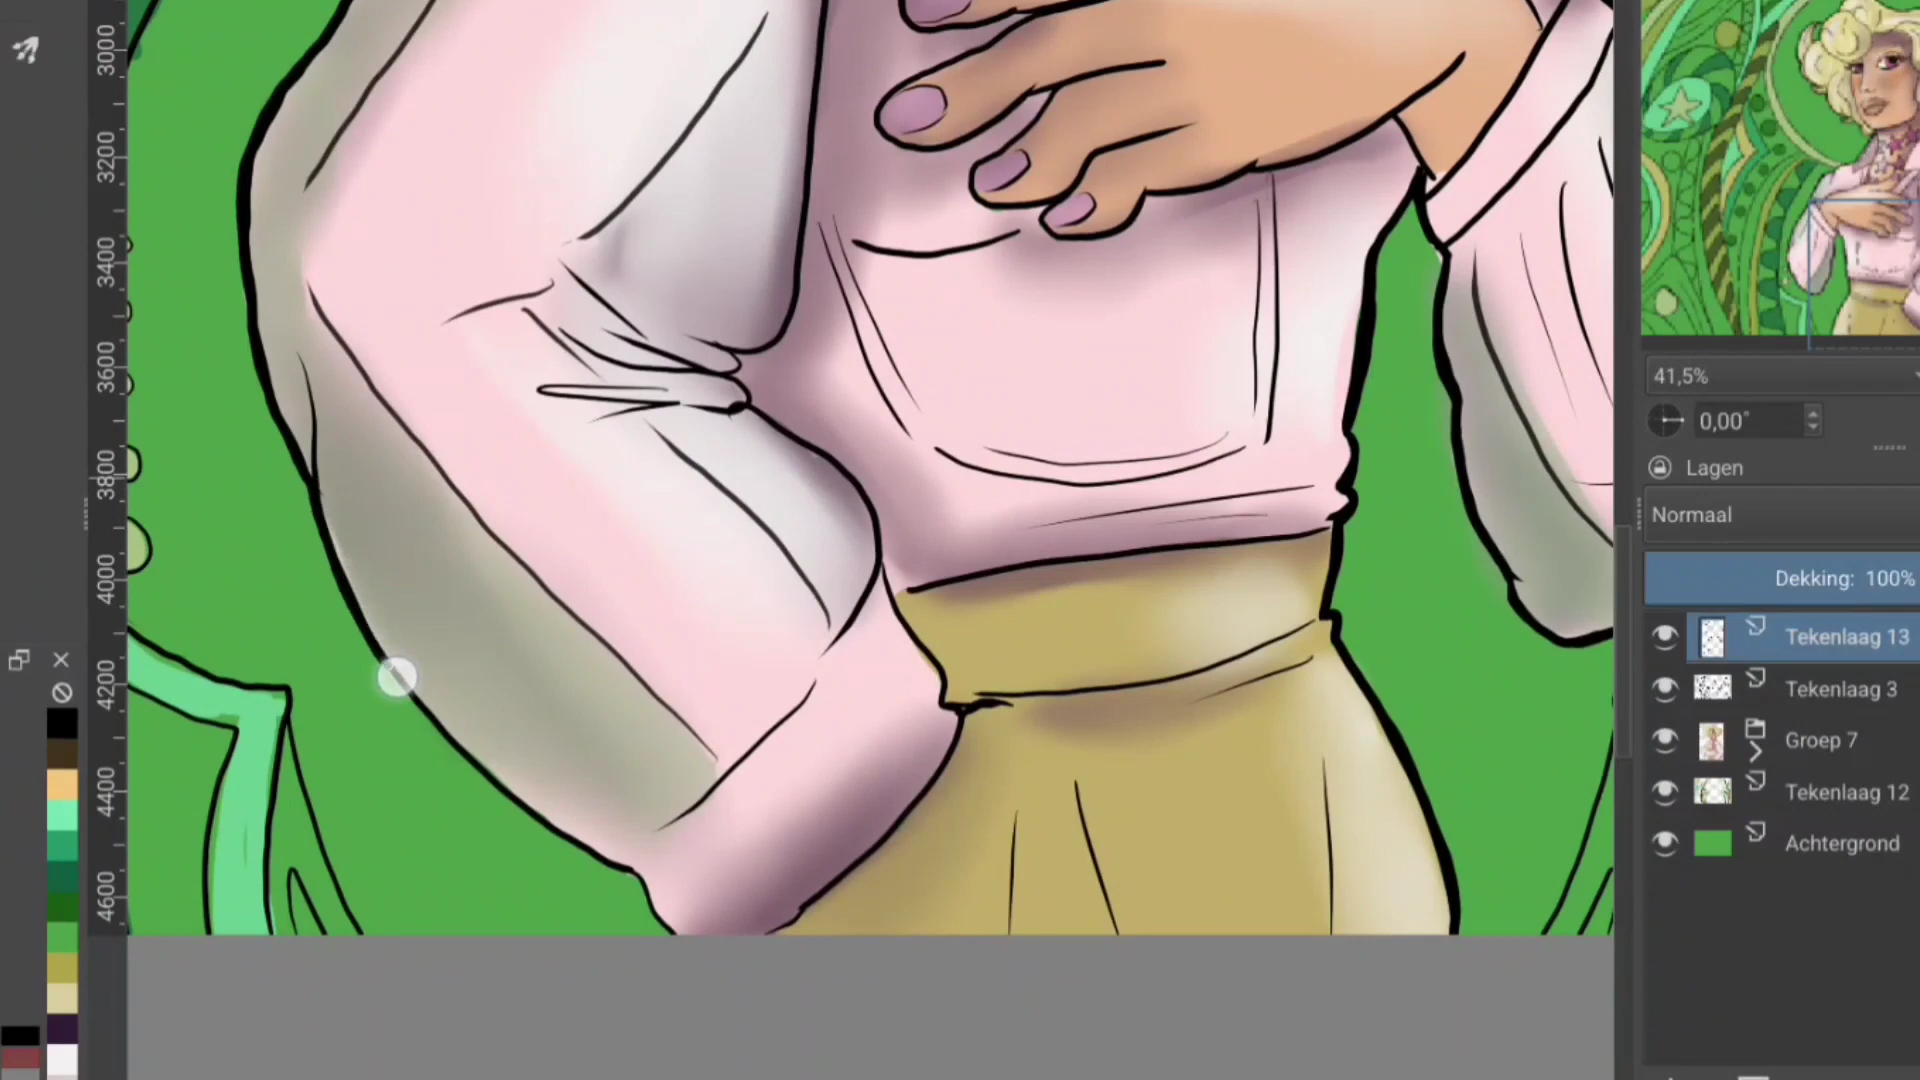 3000
3200
3400
3600
3800
4000
4200
4400
4600
41,5%
0,00°
Lagen
Normaal
Dekking: 100%
Tekenlaag 13
Tekenlaag 3
Groep 7
Tekenlaag 12
Achtergrond